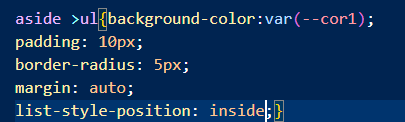 aside >ul{background-color:var(--cor1);
padding: 10px;
border-radius: 5px;
margin: auto;
list-style-position: inside;}